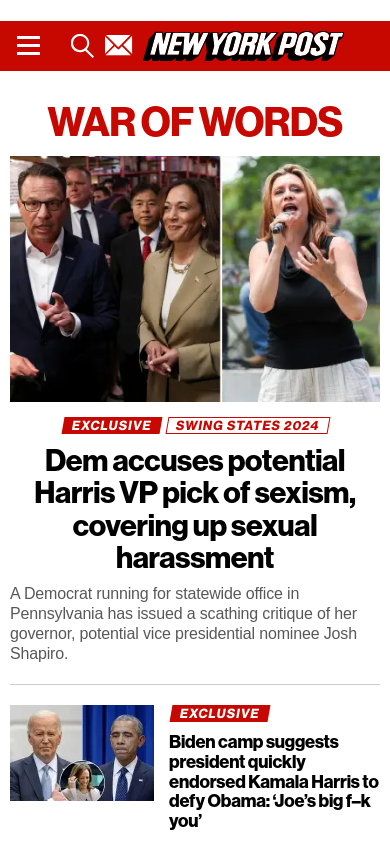 NEW YORK POST
WAR OF WORDS
EXCLUSIVE SWING STATES 2024
Dem accuses potential
Harris VP pick of sexism,
covering up sexual
harassment
A Democrat running for statewide office in
Pennsylvania has issued a scathing critique of her
governor, potential vice presidential nominee Josh
Shapiro.
EXCLUSIVE
Biden camp suggests
president quickly
endorsed Kamala Harris to
defy Obama: ‘Joe’s big f–k
you’